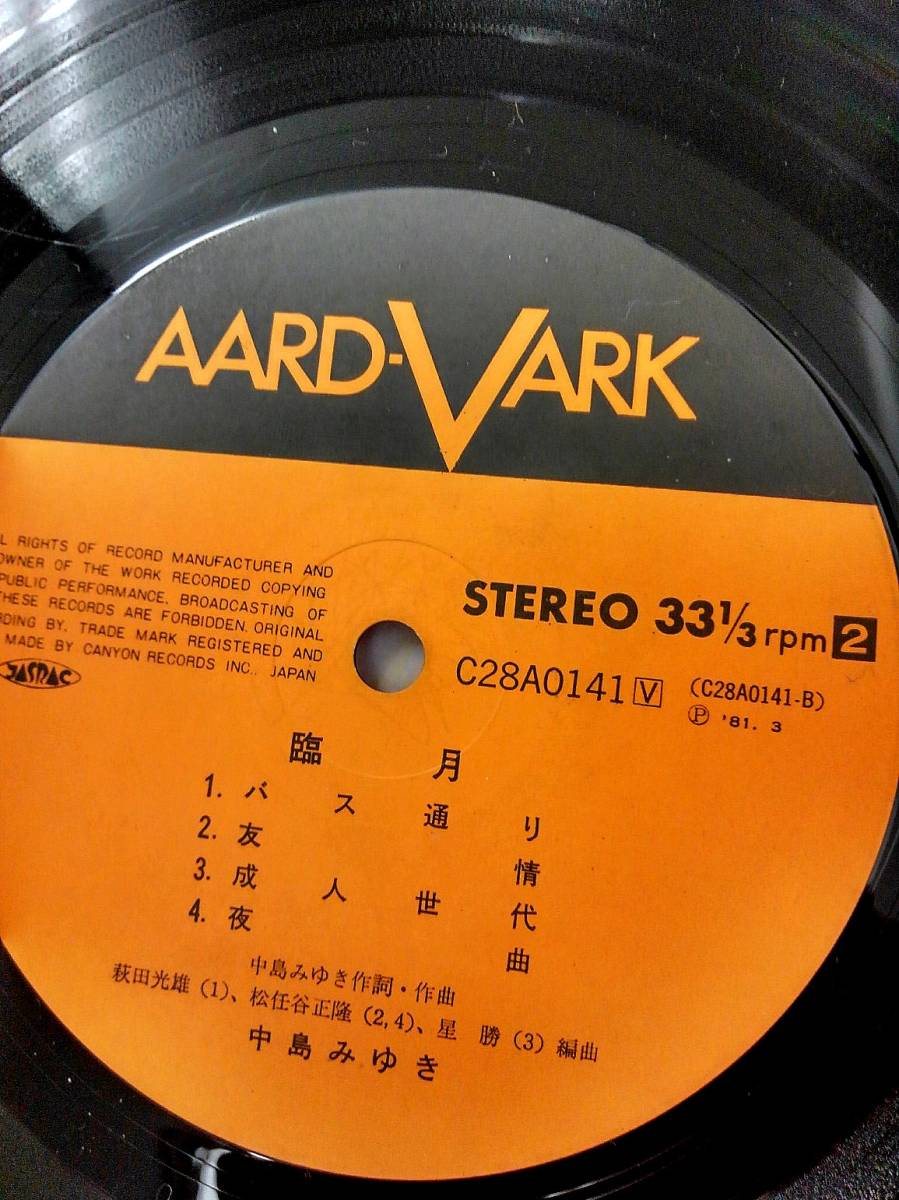 AARD-VARK
RIGHTS OF RECORD MANUFACTURER AND
OWNER OF THE WORK RECORDED COPYING
PUBLIC PERFORMANCE, BROADCASTING OF
THESE RECORDS ARE FORBIDDEN. ORIGINAL
BY, TRADE MARK REGISTERED AND
MADE BY CANYON RECORDS INC., JAPAN
JASRAC
STEREO 33 1/3 rpm 2
C28A0141 V (C28A0141-B)
Ⓟ '81. 3
臨月
1. バス通り
2. 友情
3. 成人世代
4. 夜曲
中島みゆき作詞・作曲
萩田光雄(1)、松任谷正隆(2,4)、星 勝(3)編曲
中島みゆき